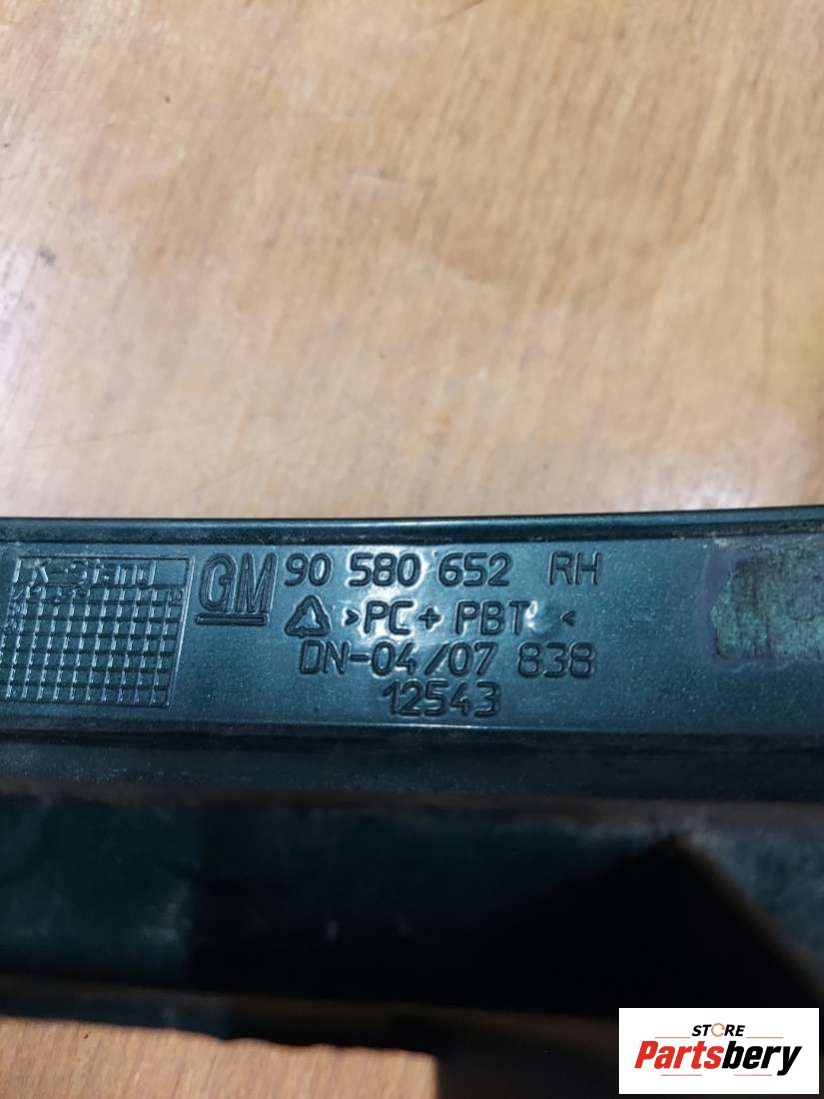 GM 90 580 652 RH
>PC + PBT <
DN-04/07 838
12543
STORE
Partsbery